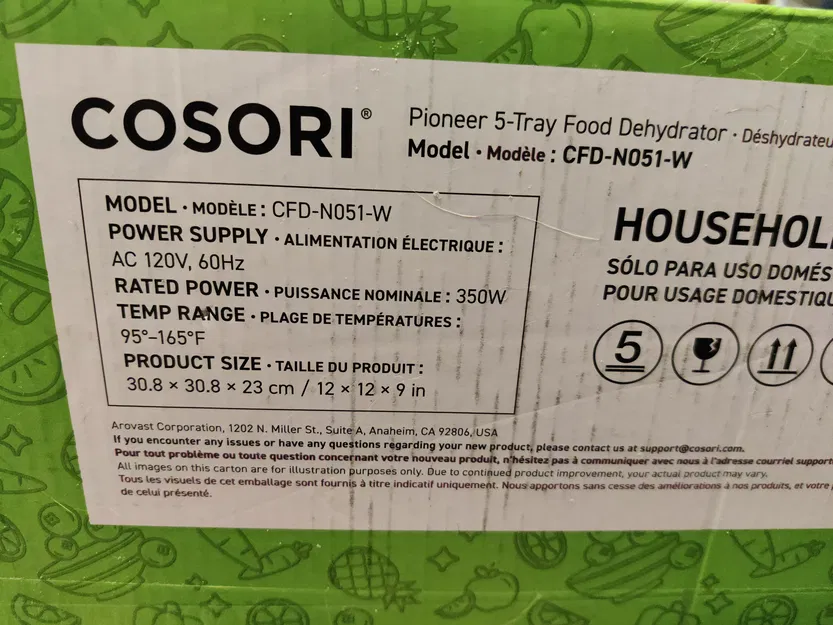 COSORI®
Pioneer 5-Tray Food Dehydrator · Déshydrateu
Model · Modèle : CFD-N051-W
MODEL · MODÈLE : CFD-N051-W
POWER SUPPLY · ALIMENTATION ÉLECTRIQUE :
AC 120V, 60Hz
RATED POWER · PUISSANCE NOMINALE : 350W
TEMP RANGE · PLAGE DE TEMPÉRATURES :
95°–165°F
PRODUCT SIZE · TAILLE DU PRODUIT :
30.8 × 30.8 × 23 cm / 12 × 12 × 9 in
HOUSEHOL
SÓLO PARA USO DOMÉS
POUR USAGE DOMESTIQU
5
Arovast Corporation, 1202 N. Miller St., Suite A, Anaheim, CA 92806, USA
If you encounter any issues or have any questions regarding your new product, please contact us at support@cosori.com.
Pour tout problème ou toute question concernant votre nouveau produit, n'hésitez pas à communiquer avec nous à l'adresse courriel support
All images on this carton are for illustration purposes only. Due to continued product improvement, your actual product may vary.
Tous les visuels de cet emballage sont fournis à titre indicatif uniquement. Nous apportons sans cesse des améliorations à nos produits, et votre
de celui présenté.